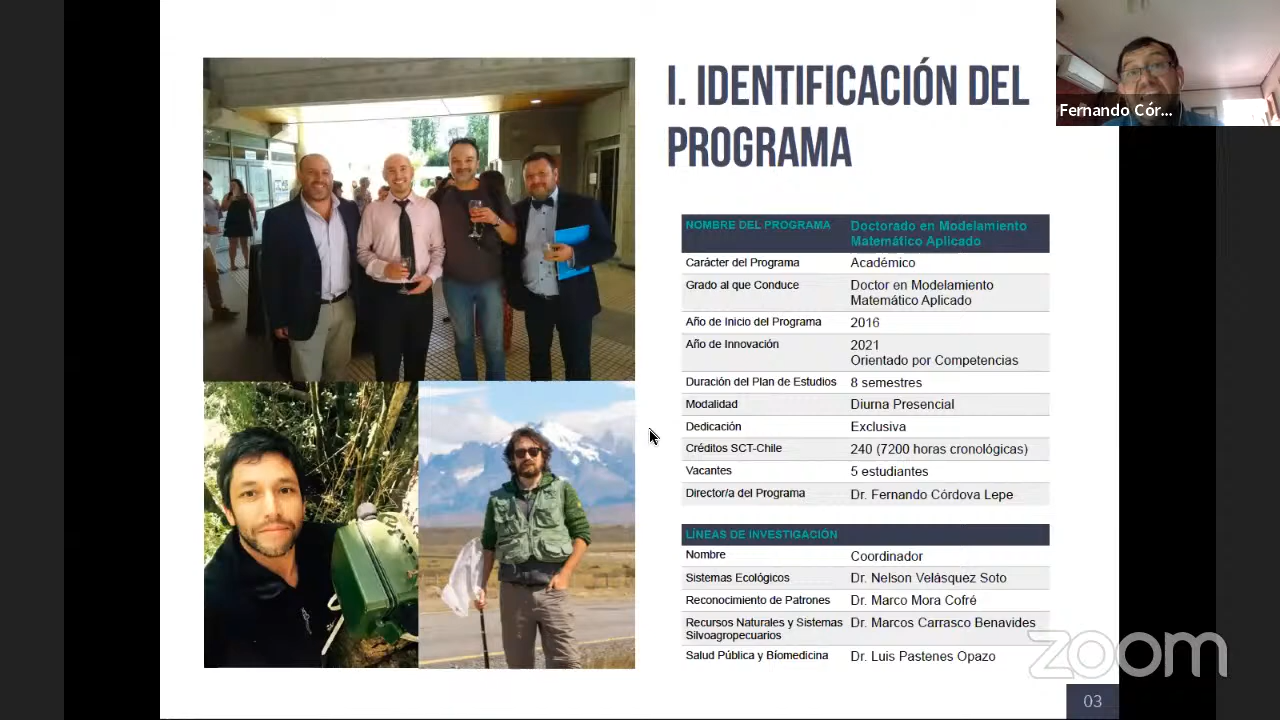 I. IDENTIFICACIÓN DEL
PROGRAMA
Fernando Cór...
NOMBRE DEL PROGRAMA Doctorado en Modelamiento
Matemático Aplicado
Carácter del Programa Académico
Grado al que Conduce Doctor en Modelamiento
Matemático Aplicado
Año de Inicio del Programa 2016
Año de Innovación 2021
Orientado por Competencias
Duración del Plan de Estudios 8 semestres
Modalidad Diurna Presencial
Dedicación Exclusiva
Créditos SCT-Chile 240 (7200 horas cronológicas)
Vacantes 5 estudiantes
Director/a del Programa Dr. Fernando Córdova Lepe
LÍNEAS DE INVESTIGACIÓN
Nombre Coordinador
Sistemas Ecológicos Dr. Nelson Velásquez Soto
Reconocimiento de Patrones Dr. Marco Mora Cofré
Recursos Naturales y Sistemas Dr. Marcos Carrasco Benavides
Silvoagropecuarios
Salud Pública y Biomedicina Dr. Luis Pastenes Opazo
zoom
03